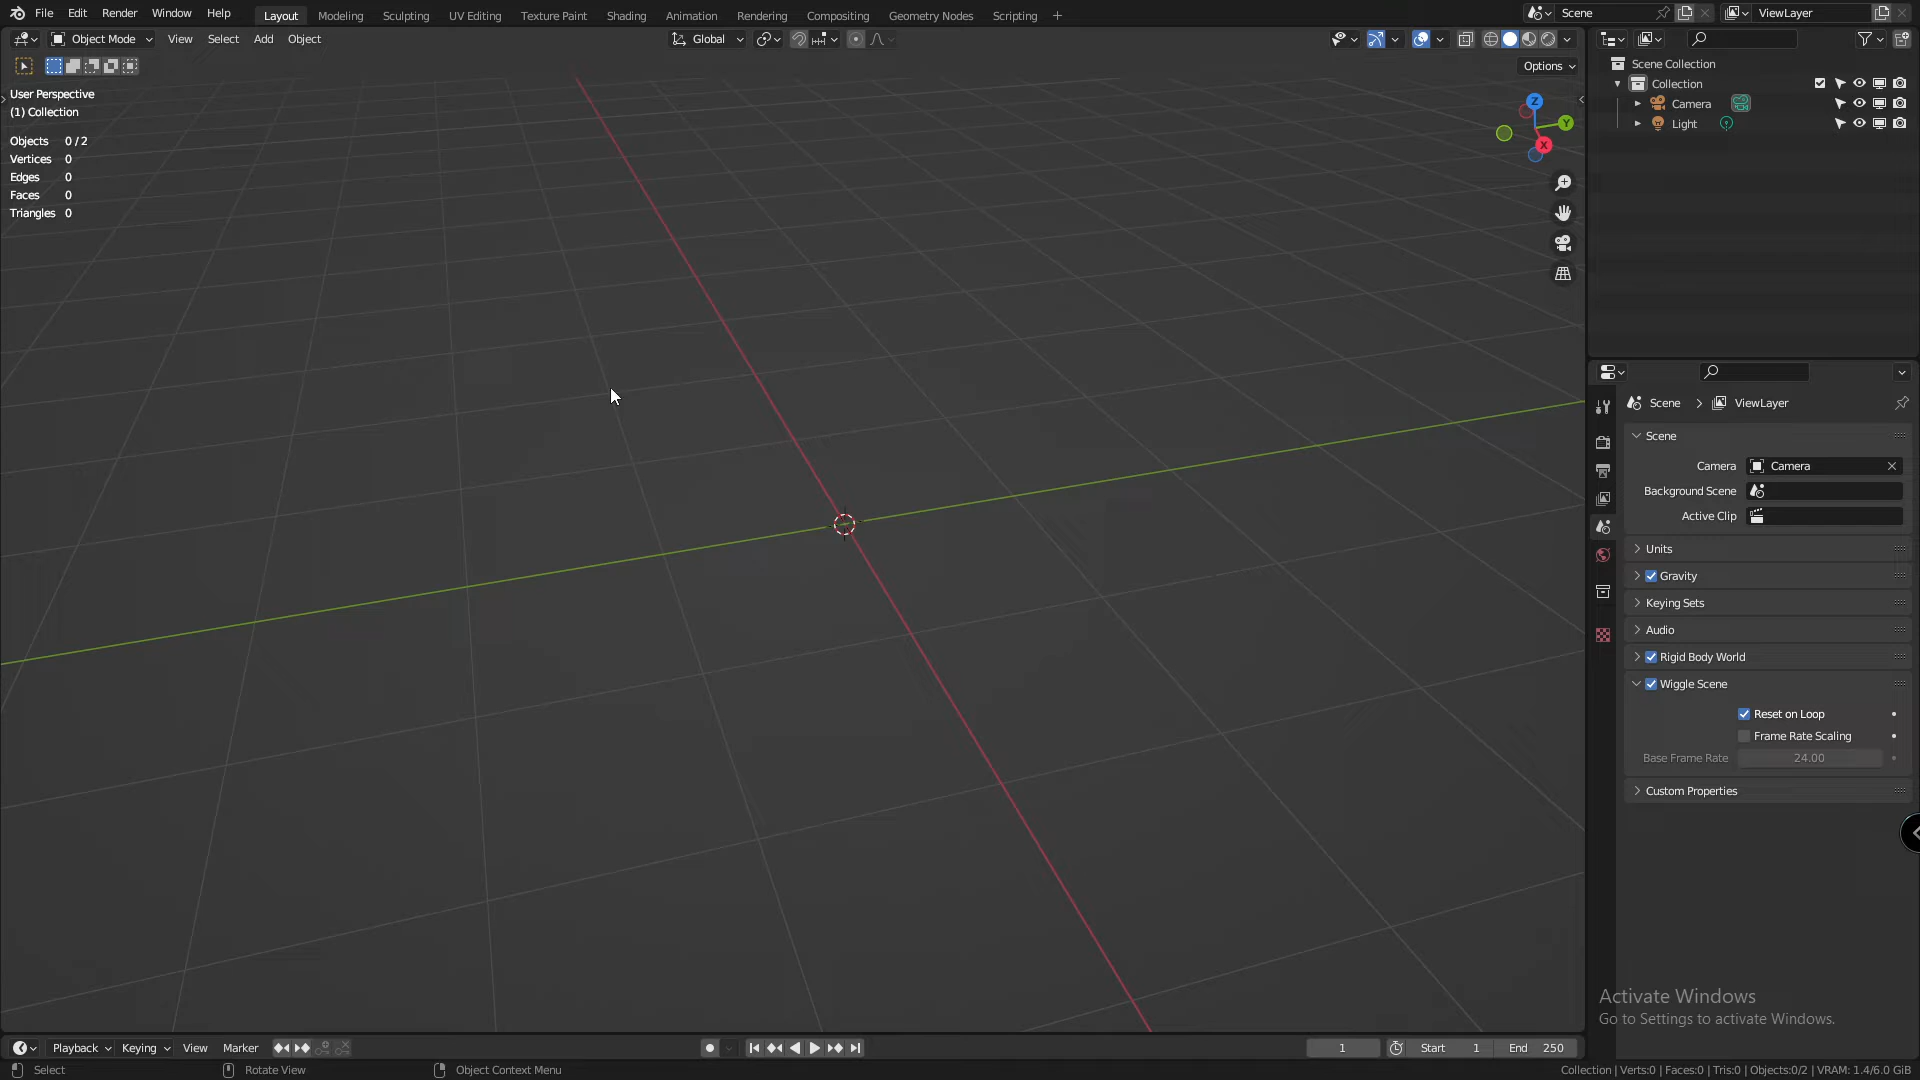 File Edit Render Window Help Layout Modeling Sculpting UV Editing Texture Paint Shading Animation Rendering Compositing Geometry Nodes Scripting + Scene ViewLayer
Object Mode View Select Add Object Global
Options
User Perspective
(1) Collection
Objects 0 / 2
Vertices 0
Edges 0
Faces 0
Triangles 0
Z
Y
X
Scene Collection
Collection
Camera
Light
Scene > ViewLayer
Scene
Camera Camera
Background Scene
Active Clip
Units
Gravity
Keying Sets
Audio
Rigid Body World
Wiggle Scene
Reset on Loop
Frame Rate Scaling
Base Frame Rate 24.00
Custom Properties
Activate Windows
Go to Settings to activate Windows.
Playback Keying View Marker 1 Start 1 End 250
Select Rotate View Object Context Menu Collection | Verts:0 | Faces:0 | Tris:0 | Objects:0/2 | VRAM: 1.4/6.0 GiB